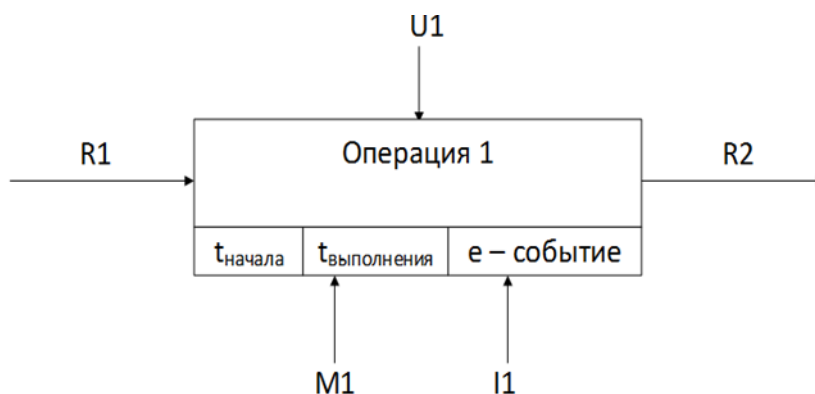 U1
R1
Операция 1
R2
tначала
tвыполнения
e – событие
M1
I1